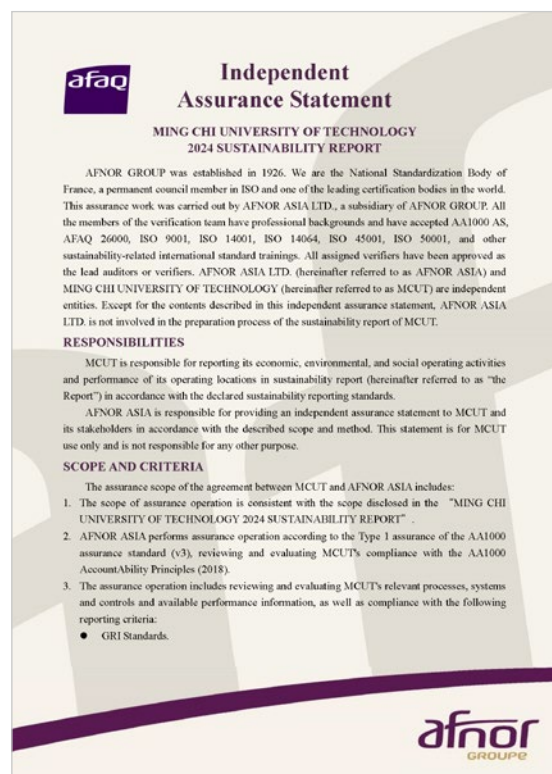 afaq
Independent
Assurance Statement
MING CHI UNIVERSITY OF TECHNOLOGY
2024 SUSTAINABILITY REPORT
AFNOR GROUP was established in 1926. We are the National Standardization Body of
France, a permanent council member in ISO and one of the leading certification bodies in the world.
This assurance work was carried out by AFNOR ASIA LTD., a subsidiary of AFNOR GROUP. All
the members of the verification team have professional backgrounds and have accepted AA1000 AS,
AFAQ 26000, ISO 9001, ISO 14001, ISO 14064, ISO 45001, ISO 50001, and other
sustainability-related international standard trainings. All assigned verifiers have been approved as
the lead auditors or verifiers. AFNOR ASIA LTD. (hereinafter referred to as AFNOR ASIA) and
MING CHI UNIVERSITY OF TECHNOLOGY (hereinafter referred to as MCUT) are independent
entities. Except for the contents described in this independent assurance statement, AFNOR ASIA
LTD. is not involved in the preparation process of the sustainability report of MCUT.
RESPONSIBILITIES
MCUT is responsible for reporting its economic, environmental, and social operating activities
and performance of its operating locations in sustainability report (hereinafter referred to as “the
Report”) in accordance with the declared sustainability reporting standards.
AFNOR ASIA is responsible for providing an independent assurance statement to MCUT and
its stakeholders in accordance with the described scope and method. This statement is for MCUT
use only and is not responsible for any other purpose.
SCOPE AND CRITERIA
The assurance scope of the agreement between MCUT and AFNOR ASIA includes:
1. The scope of assurance operation is consistent with the scope disclosed in the “MING CHI
UNIVERSITY OF TECHNOLOGY 2024 SUSTAINABILITY REPORT”.
2. AFNOR ASIA performs assurance operation according to the Type 1 assurance of the AA1000
assurance standard (v3), reviewing and evaluating MCUT's compliance with the AA1000
AccountAbility Principles (2018).
3. The assurance operation includes reviewing and evaluating MCUT's relevant processes, systems
and controls and available performance information, as well as compliance with the following
reporting criteria:
● GRI Standards.
afnor
GROUPE